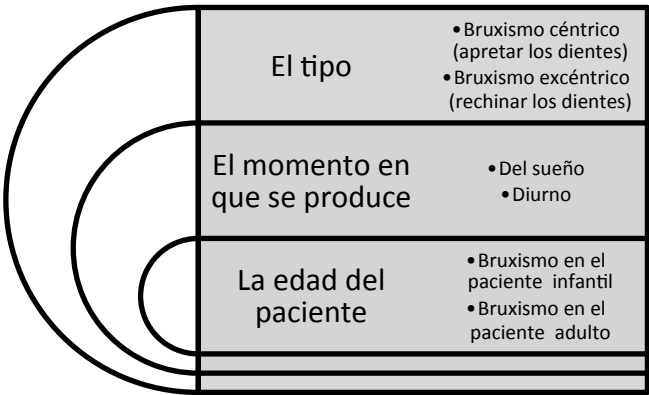 El tipo
•Bruxismo céntrico
(apretar los dientes)
•Bruxismo excéntrico
(rechinar los dientes)
El momento en
que se produce
•Del sueño
•Diurno
La edad del
paciente
•Bruxismo en el
paciente infantil
•Bruxismo en el
paciente adulto